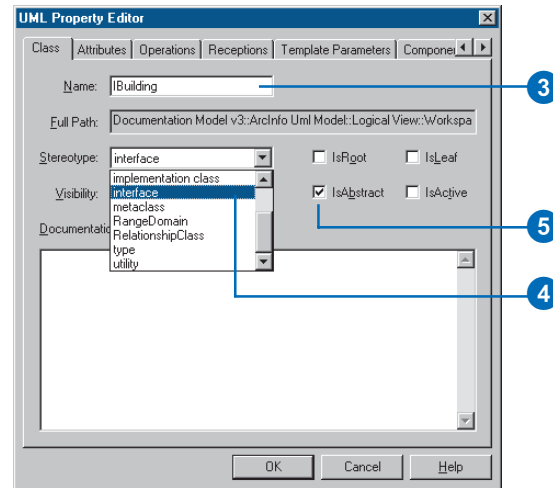 UML Property Editor
Class Attributes Operations Receptions Template Parameters
Name: IBuilding
3
Full Path: Documentation Model v3::ArcInfo Uml Model::Logical View::Workspa
Stereotype: interface
IsRoot IsLeaf
implementation class
Visibility: interface
IsAbstract IsActive
metaclass
RangeDomain
5
RelationshipClass
type
utility
4
OK Cancel Help